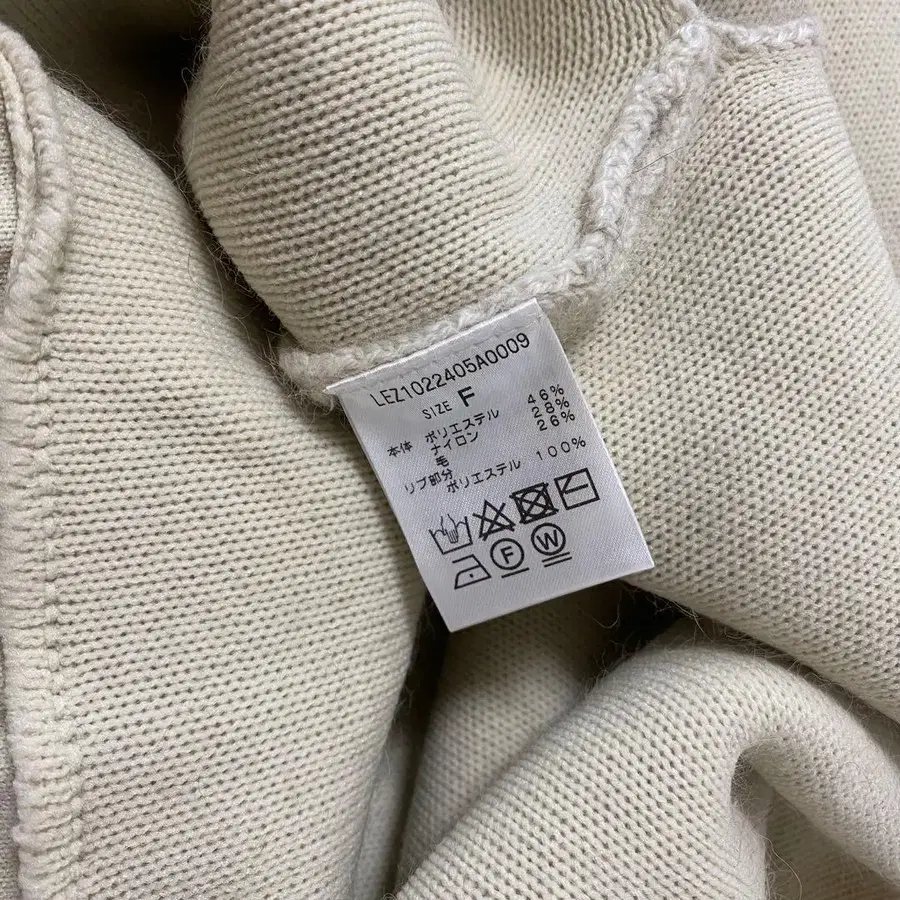 LEZ1022405A0009
SIZE F
本体 ポリエステル 46%
ナイロン 28%
毛 26%
リブ部分
ポリエステル 100%
F W